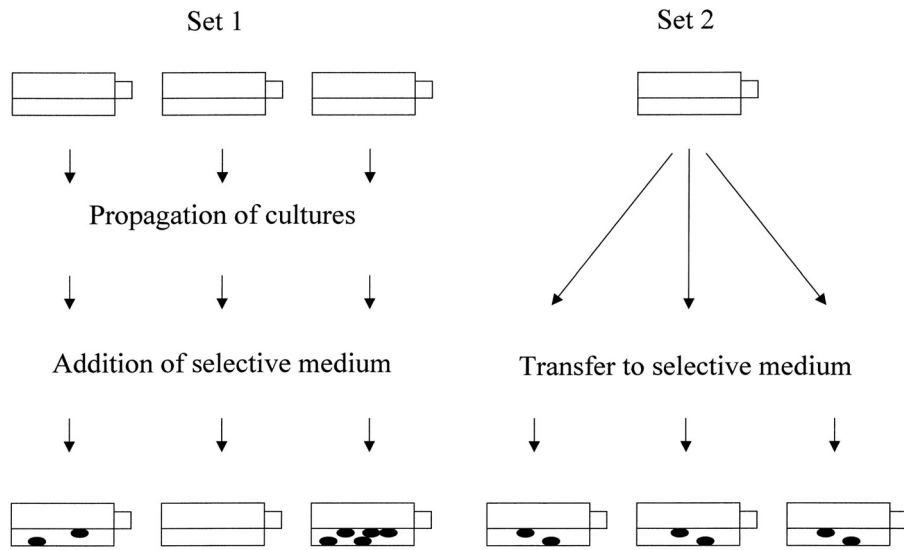 Set 1
Set 2
Propagation of cultures
Addition of selective medium
Transfer to selective medium